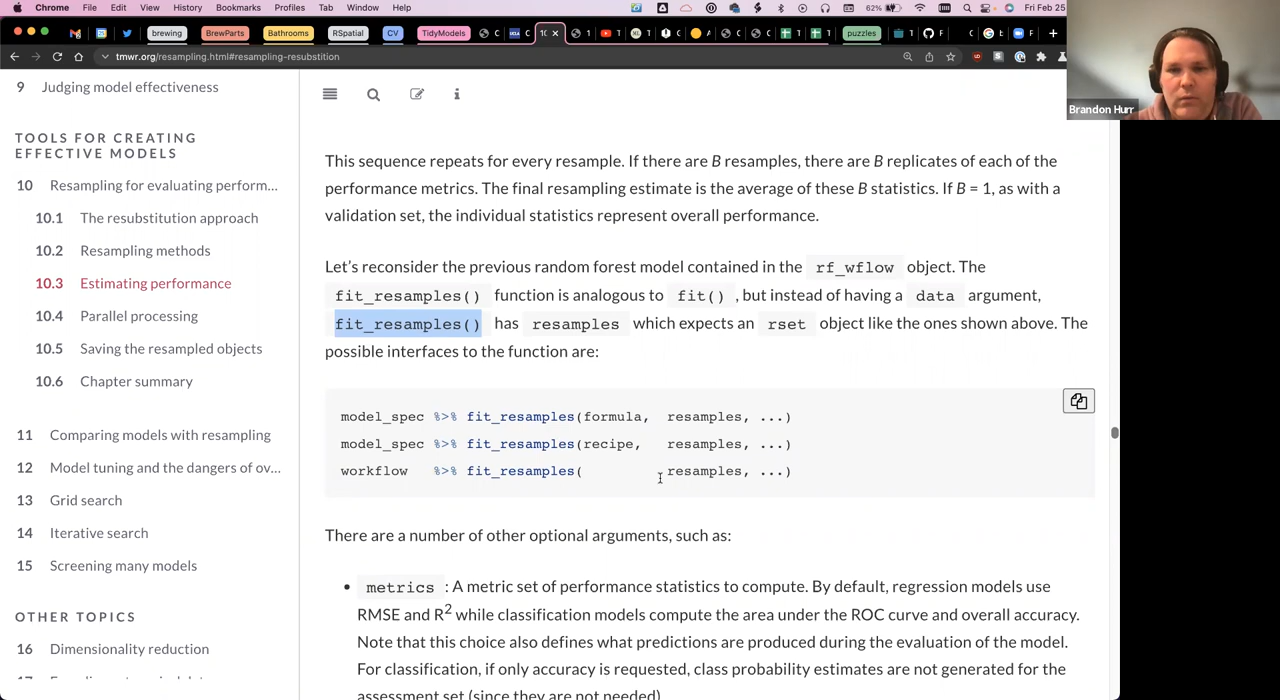 Chrome File Edit View History Bookmarks Profiles Tab Window Help 62% Fri Feb 25
brewing BrewParts Bathrooms RSpatial CV TidyModels puzzles
tmwr.org/resampling.html#resampling-resubstition
Brandon Hurr
9 Judging model effectiveness
TOOLS FOR CREATING
EFFECTIVE MODELS
10 Resampling for evaluating perform...
10.1 The resubstitution approach
10.2 Resampling methods
10.3 Estimating performance
10.4 Parallel processing
10.5 Saving the resampled objects
10.6 Chapter summary
11 Comparing models with resampling
12 Model tuning and the dangers of ov...
13 Grid search
14 Iterative search
15 Screening many models
OTHER TOPICS
16 Dimensionality reduction
This sequence repeats for every resample. If there are B resamples, there are B replicates of each of the
performance metrics. The final resampling estimate is the average of these B statistics. If B = 1, as with a
validation set, the individual statistics represent overall performance.
Let's reconsider the previous random forest model contained in the rf_wflow object. The
fit_resamples() function is analogous to fit() , but instead of having a data argument,
fit_resamples() has resamples which expects an rset object like the ones shown above. The
possible interfaces to the function are:
model_spec %>% fit_resamples(formula, resamples, ...)
model_spec %>% fit_resamples(recipe, resamples, ...)
workflow %>% fit_resamples( resamples, ...)
There are a number of other optional arguments, such as:
• metrics : A metric set of performance statistics to compute. By default, regression models use
RMSE and R2 while classification models compute the area under the ROC curve and overall accuracy.
Note that this choice also defines what predictions are produced during the evaluation of the model.
For classification, if only accuracy is requested, class probability estimates are not generated for the
assessment set (since they are not needed)